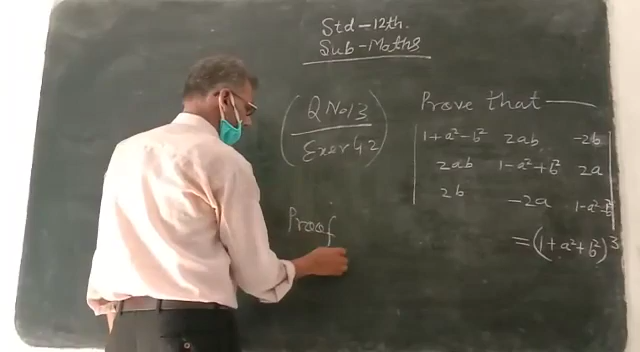 Std-12th.
Sub-Maths
Q No 13
Exer 4.2
Prove that
1+a²-b² 2ab -2b
2ab 1-a²+b² 2a
2b -2a 1-a²-b²
=(1+a²+b²)³
Proof